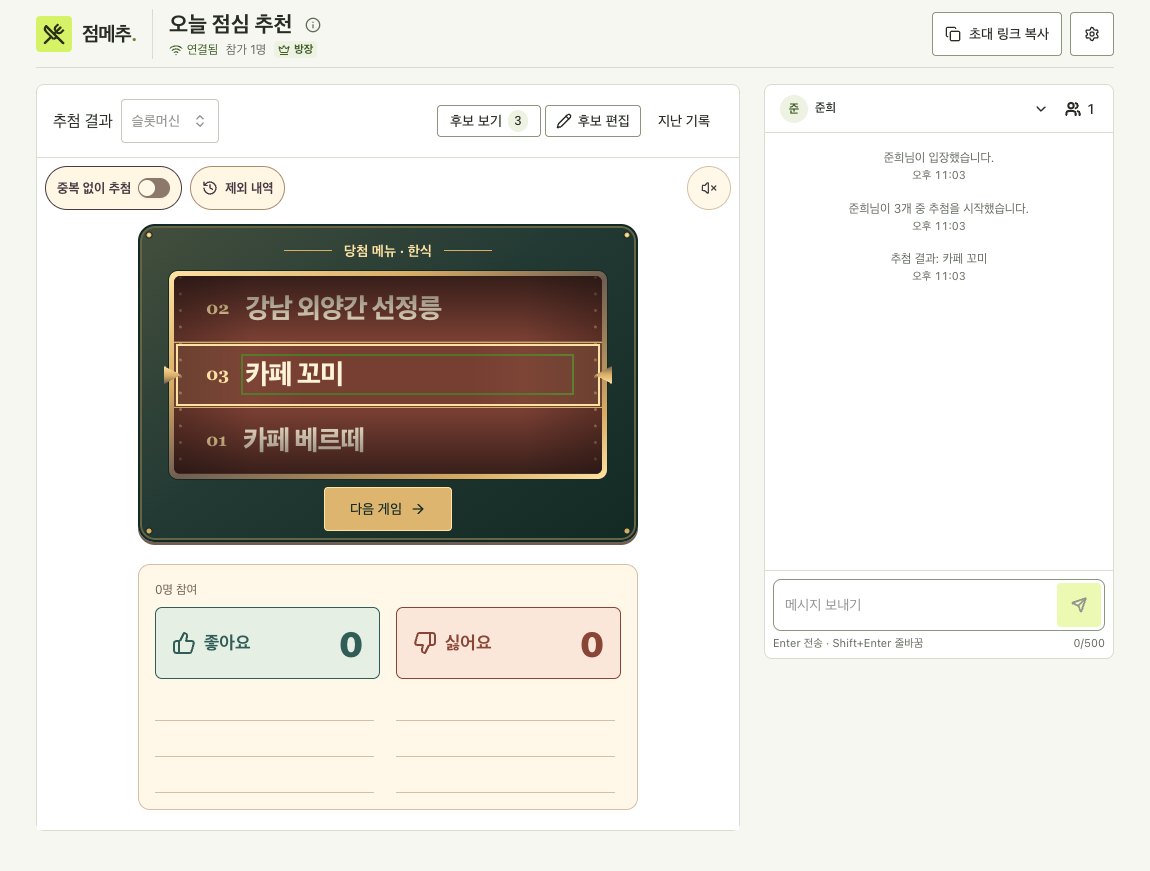 점메추.
오늘 점심 추천
연결됨 참가 1명 방장
초대 링크 복사
추첨 결과
슬롯머신
후보 보기 3
후보 편집
지난 기록
중복 없이 추첨
제외 내역
당첨 메뉴 · 한식
02 강남 외양간 선정릉
03 카페 꼬미
01 카페 베르떼
다음 게임 →
0명 참여
좋아요 0
싫어요 0
준 준희
1
준희님이 입장했습니다.
오후 11:03
준희님이 3개 중 추첨을 시작했습니다.
오후 11:03
추첨 결과: 카페 꼬미
오후 11:03
메시지 보내기
Enter 전송 · Shift+Enter 줄바꿈
0/500